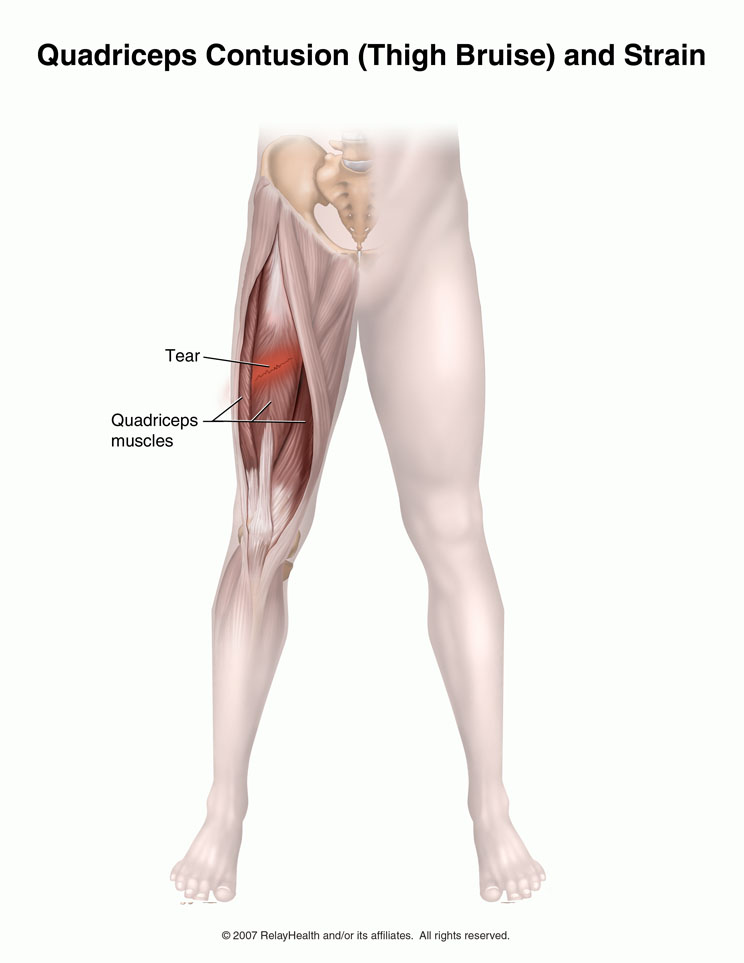 Quadriceps Contusion (Thigh Bruise) and Strain
Tear
Quadriceps
muscles
© 2007 RelayHealth and/or its affiliates.  All rights reserved.